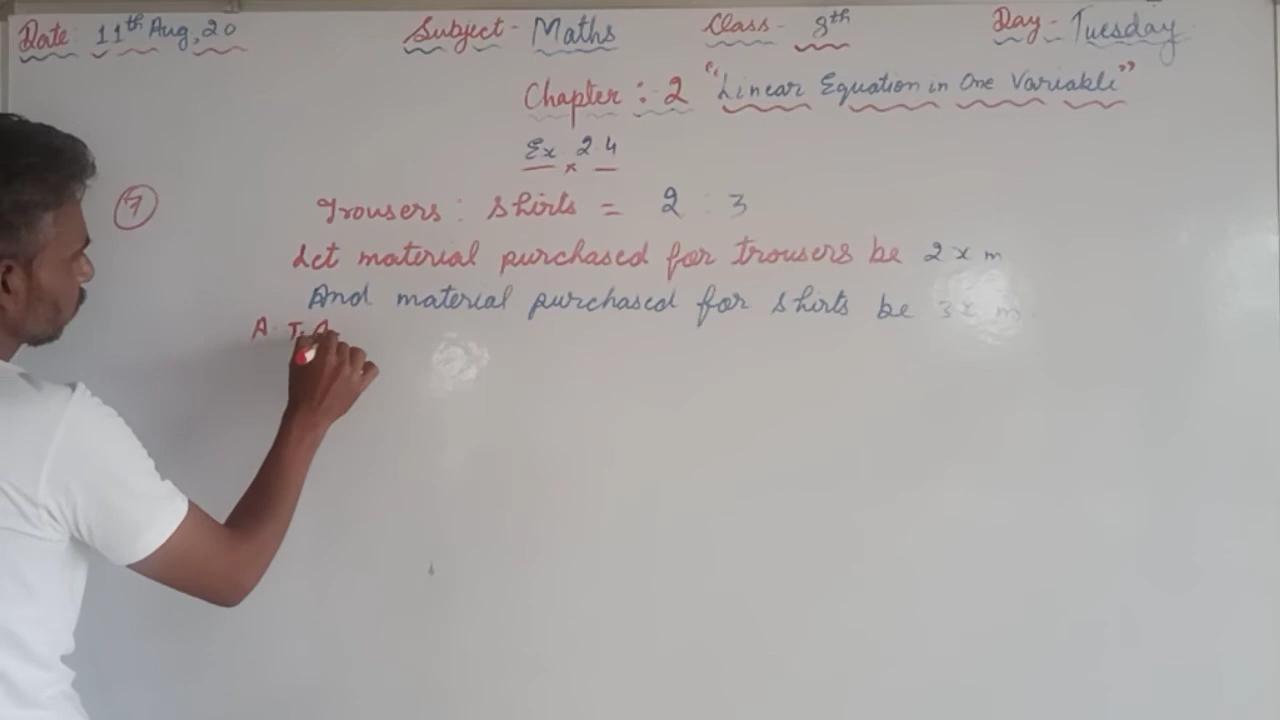 Date: 11th Aug, 20 Subject - Maths Class - 8th Day - Tuesday
Chapter : 2 "Linear Equation in One Variable"
Ex 2.4
7 Trousers : shirts = 2 : 3
Let material purchased for trousers be 2x m
And material purchased for shirts be 3x m
A. T. Q